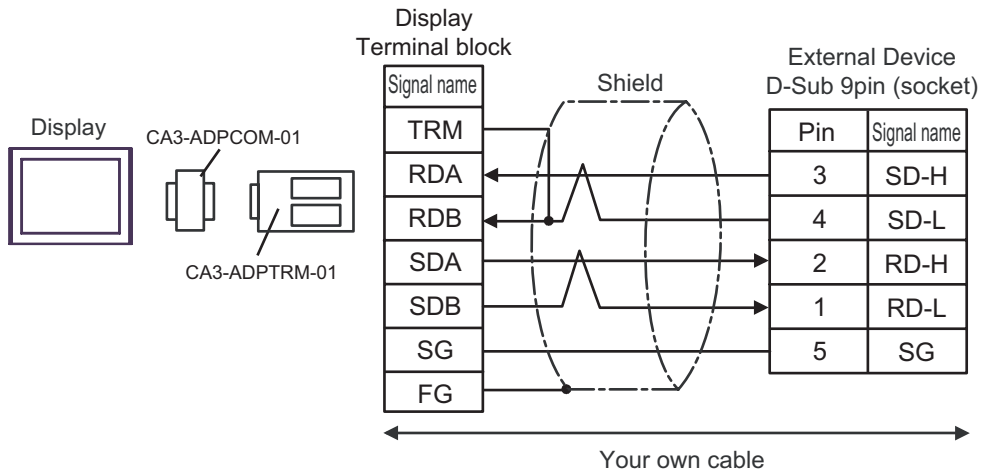 Display
Terminal block
External Device
D-Sub 9pin (socket)
Display
CA3-ADPCOM-01
CA3-ADPTRM-01
Shield
Signal name
TRM
RDA
RDB
SDA
SDB
SG
FG
Pin Signal name
3 SD-H
4 SD-L
2 RD-H
1 RD-L
5 SG
Your own cable